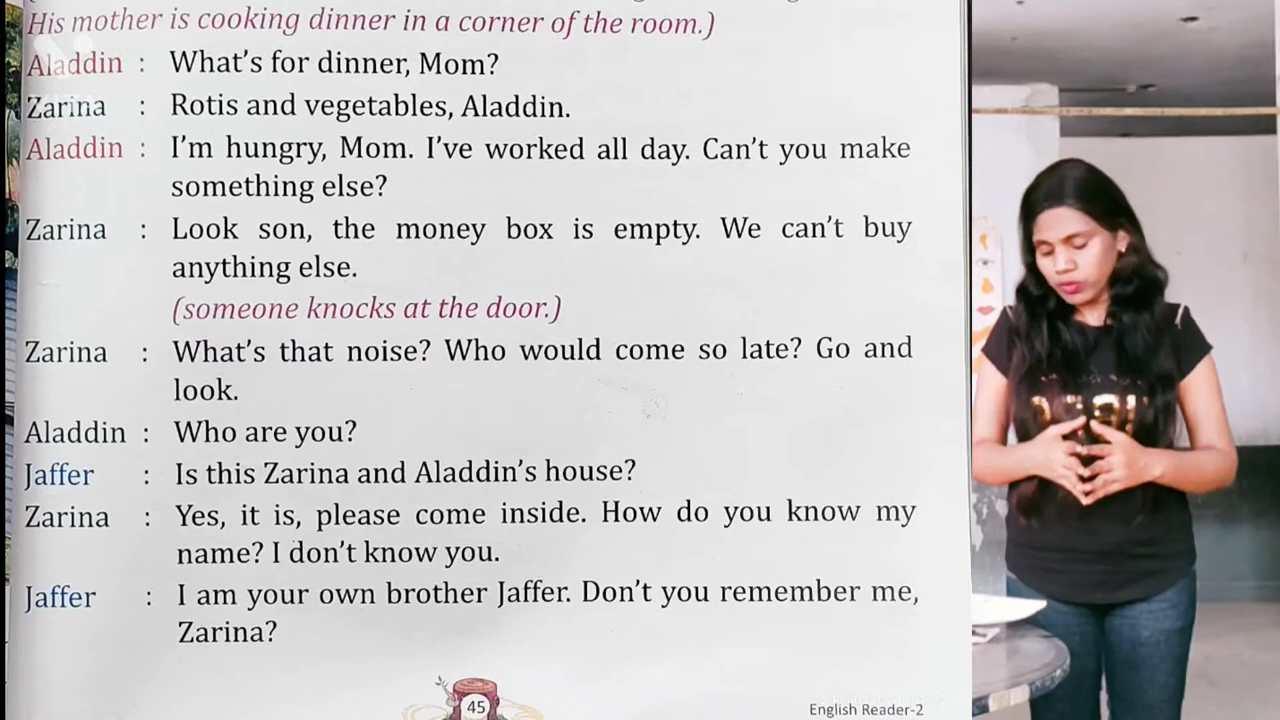 His mother is cooking dinner in a corner of the room.)
Aladdin : What's for dinner, Mom?
Zarina : Rotis and vegetables, Aladdin.
Aladdin : I'm hungry, Mom. I've worked all day. Can't you make
something else?
Zarina : Look son, the money box is empty. We can't buy
anything else.
(someone knocks at the door.)
Zarina : What's that noise? Who would come so late? Go and
look.
Aladdin : Who are you?
Jaffer : Is this Zarina and Aladdin's house?
Zarina : Yes, it is, please come inside. How do you know my
name? I don't know you.
Jaffer : I am your own brother Jaffer. Don't you remember me,
Zarina?
45
English Reader-2